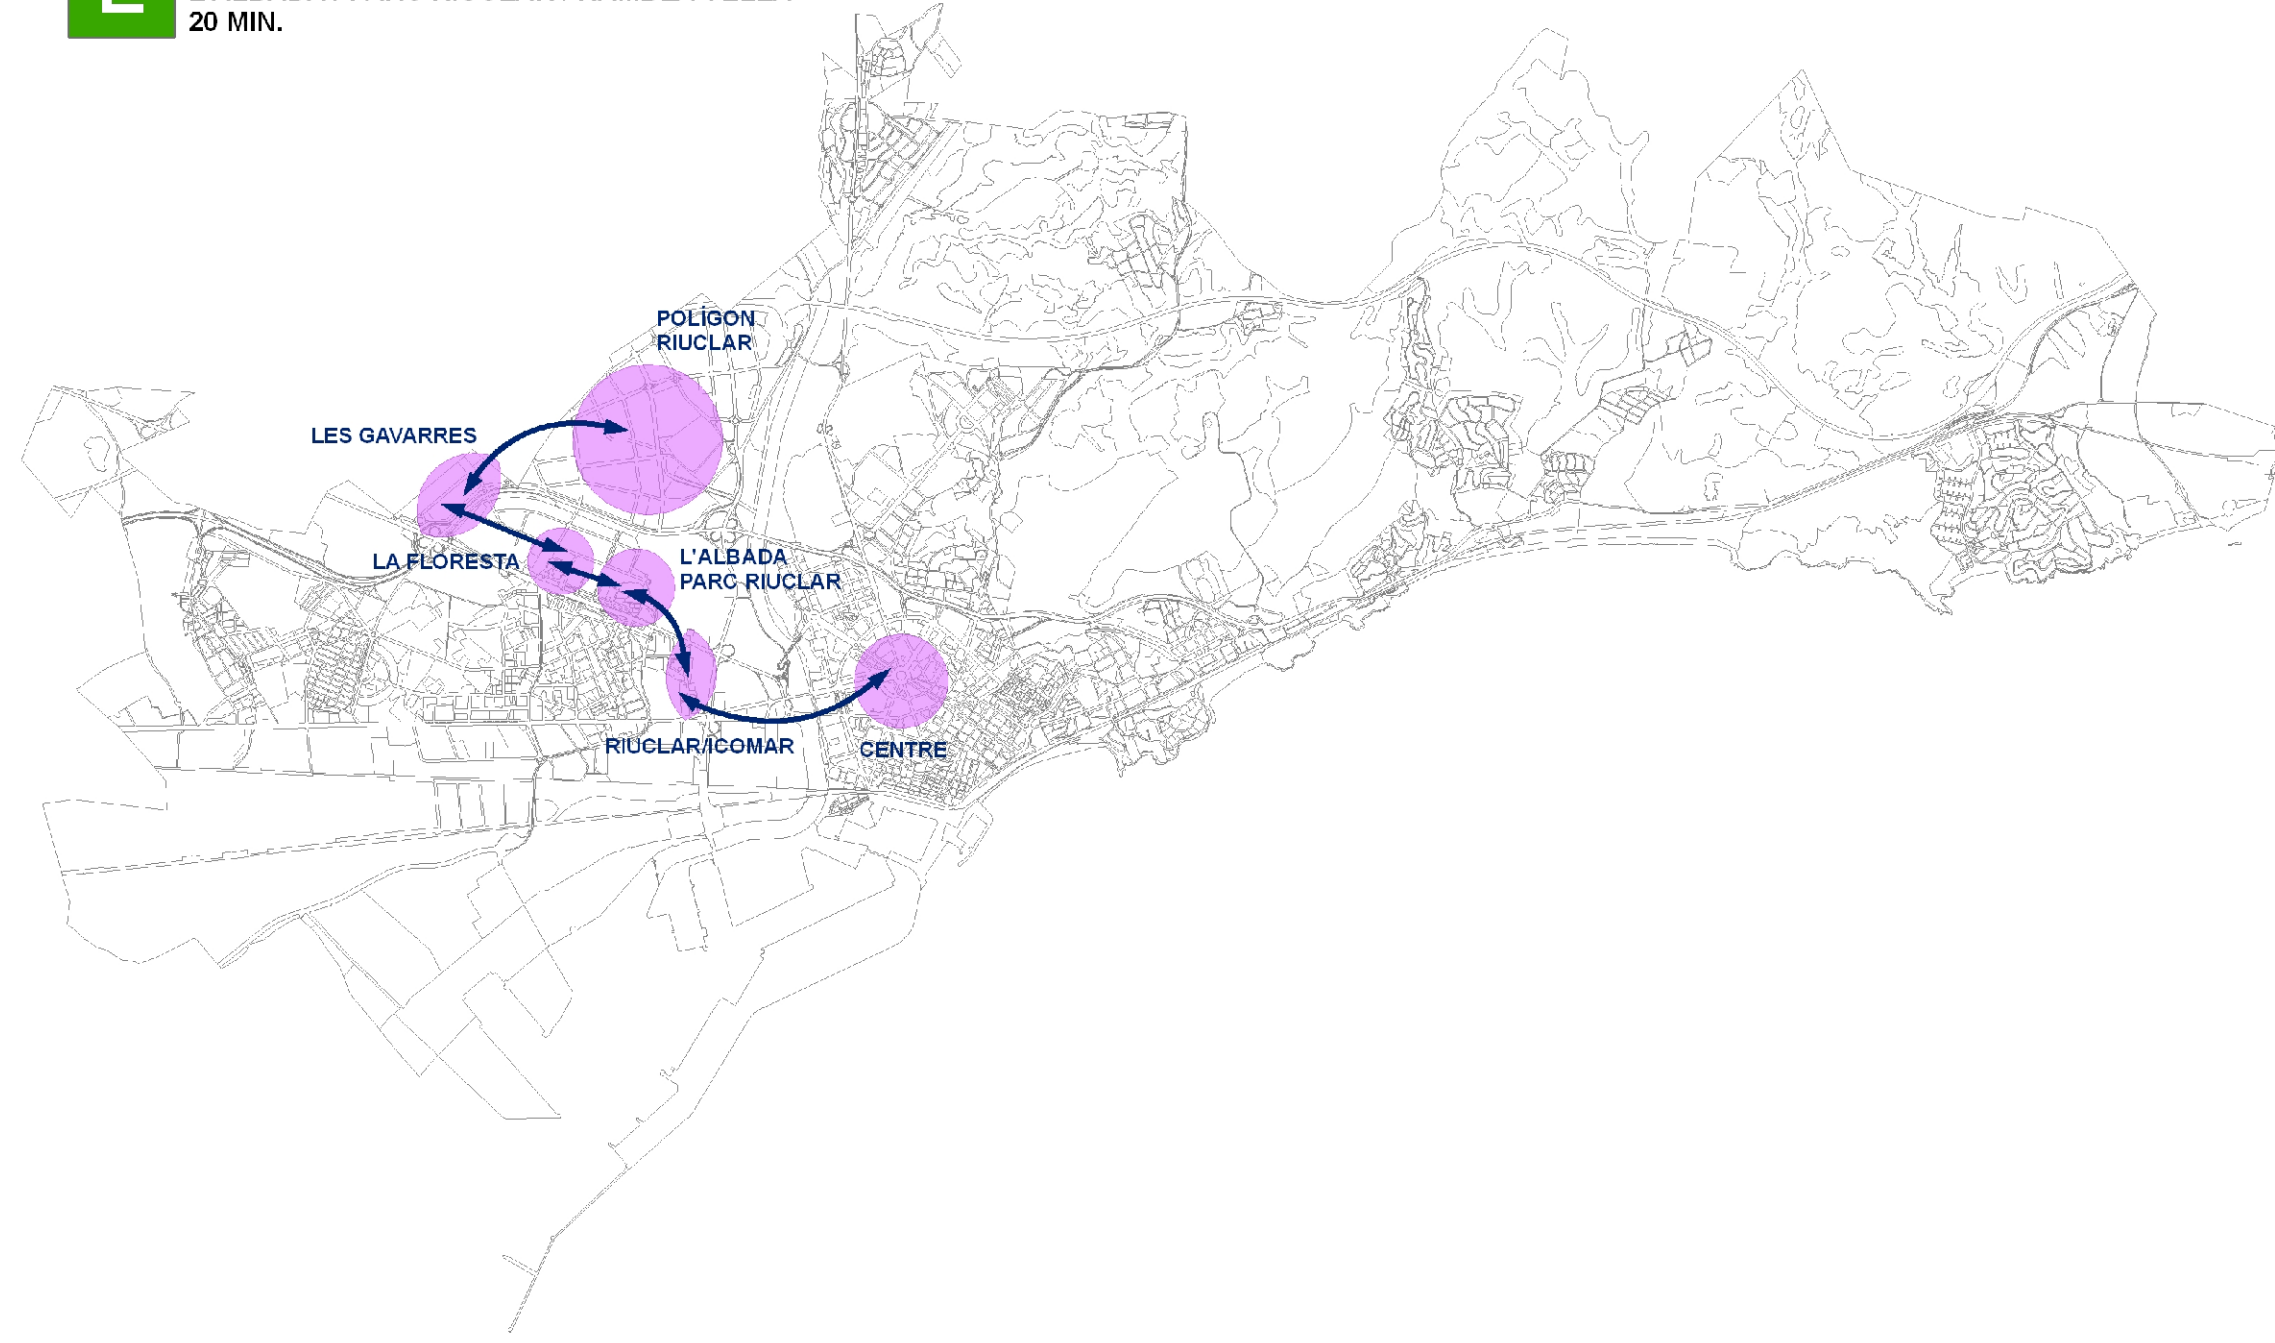 20 MIN.
POLÍGON
RIUCLAR
LES GAVARRES
LA FLORESTA
L'ALBADA
PARC RIUCLAR
RIUCLAR/ICOMAR
CENTRE